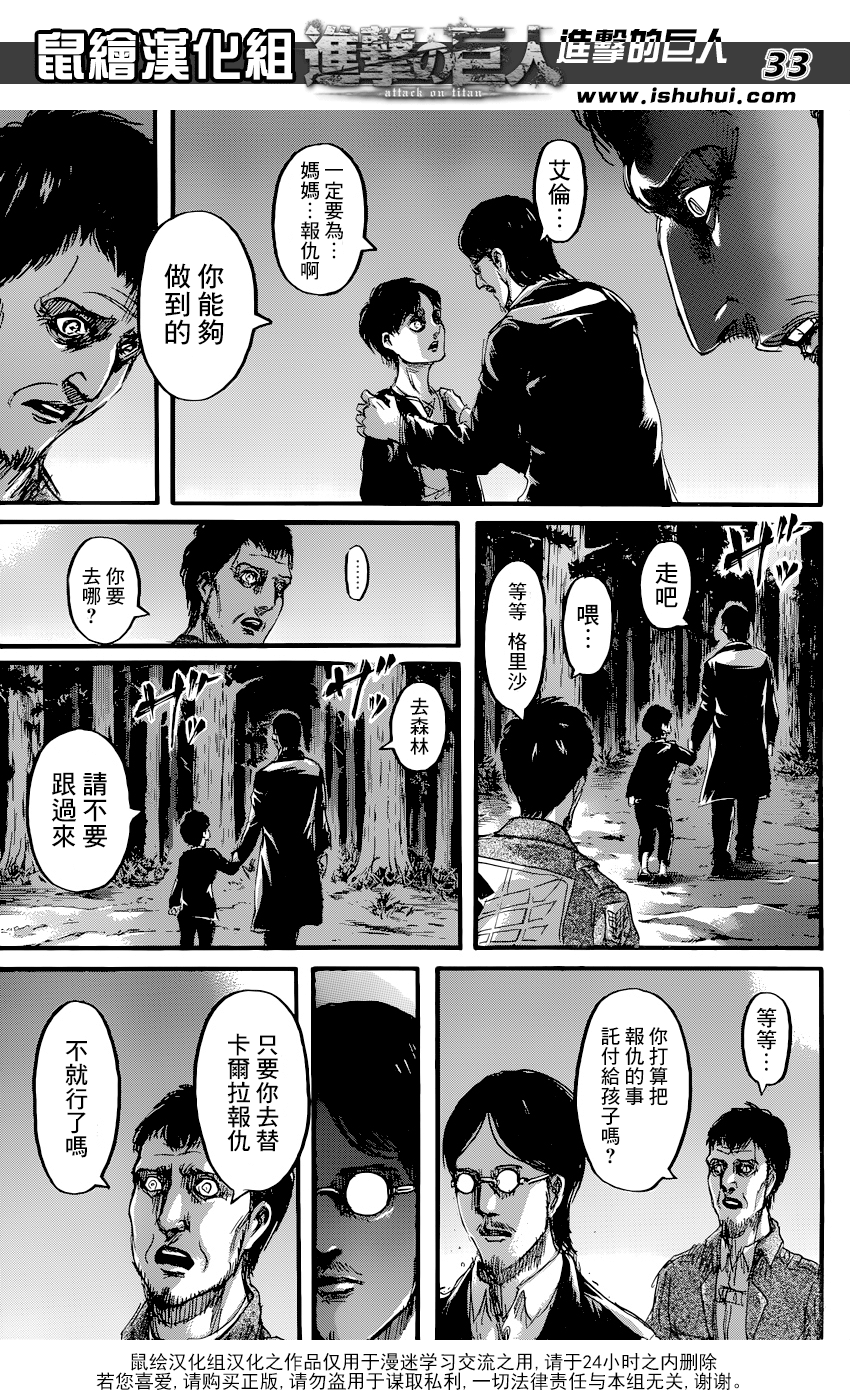 鼠繪漢化組
進撃の巨人
attack on titan
進擊的巨人
www.ishuhui.com
33
艾倫…
一定要為…
媽媽…報仇啊
你能夠
做到的
走吧
喂…
等等 格里沙
……
你要
去哪？
去森林
請不要
跟過來
等等…
你打算把
報仇的事
託付給孩子嗎？
只要你去替
卡爾拉報仇
不就行了嗎
鼠绘汉化组汉化之作品仅用于漫迷学习交流之用, 请于24小时之内删除
若您喜爱, 请购买正版, 请勿盗用于谋取私利, 一切法律责任与本组无关, 谢谢。